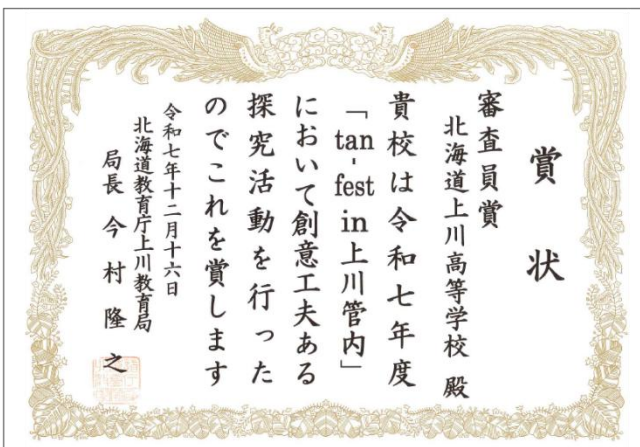 賞状
審査員賞
北海道上川高等学校 殿
貴校は令和七年度
「tan-fest in上川管内」
において創意工夫ある
探究活動を行った
のでこれを賞します
令和七年十二月十六日
北海道教育庁上川教育局
局長 今村隆之